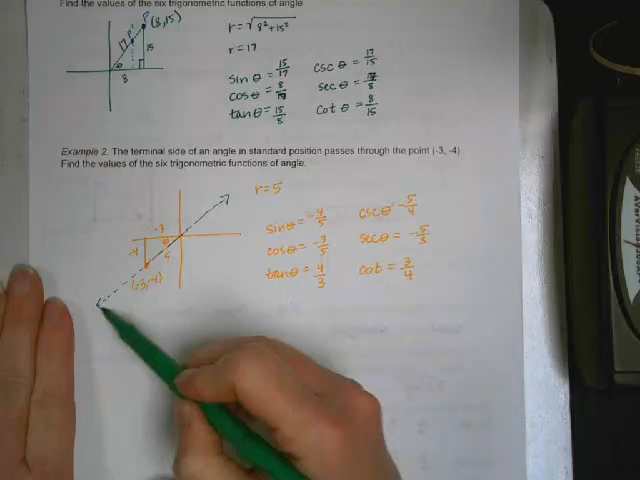 Find the values of the six trigonometric functions of angle
P (8,15)
P'
17
15
θ
8
r = √8² + 15²
r = 17
sin θ = 15/17
cos θ = 8/17
tan θ = 15/8
csc θ = 17/15
sec θ = 17/8
cot θ = 8/15
Example 2. The terminal side of an angle in standard position passes through the point (-3, -4)
Find the values of the six trigonometric functions of angle.
r = 5
-3
-4
θ
5
(-3,-4)
sin θ = -4/5
cos θ = -3/5
tan θ = 4/3
csc θ = -5/4
sec θ = -5/3
cot = 3/4